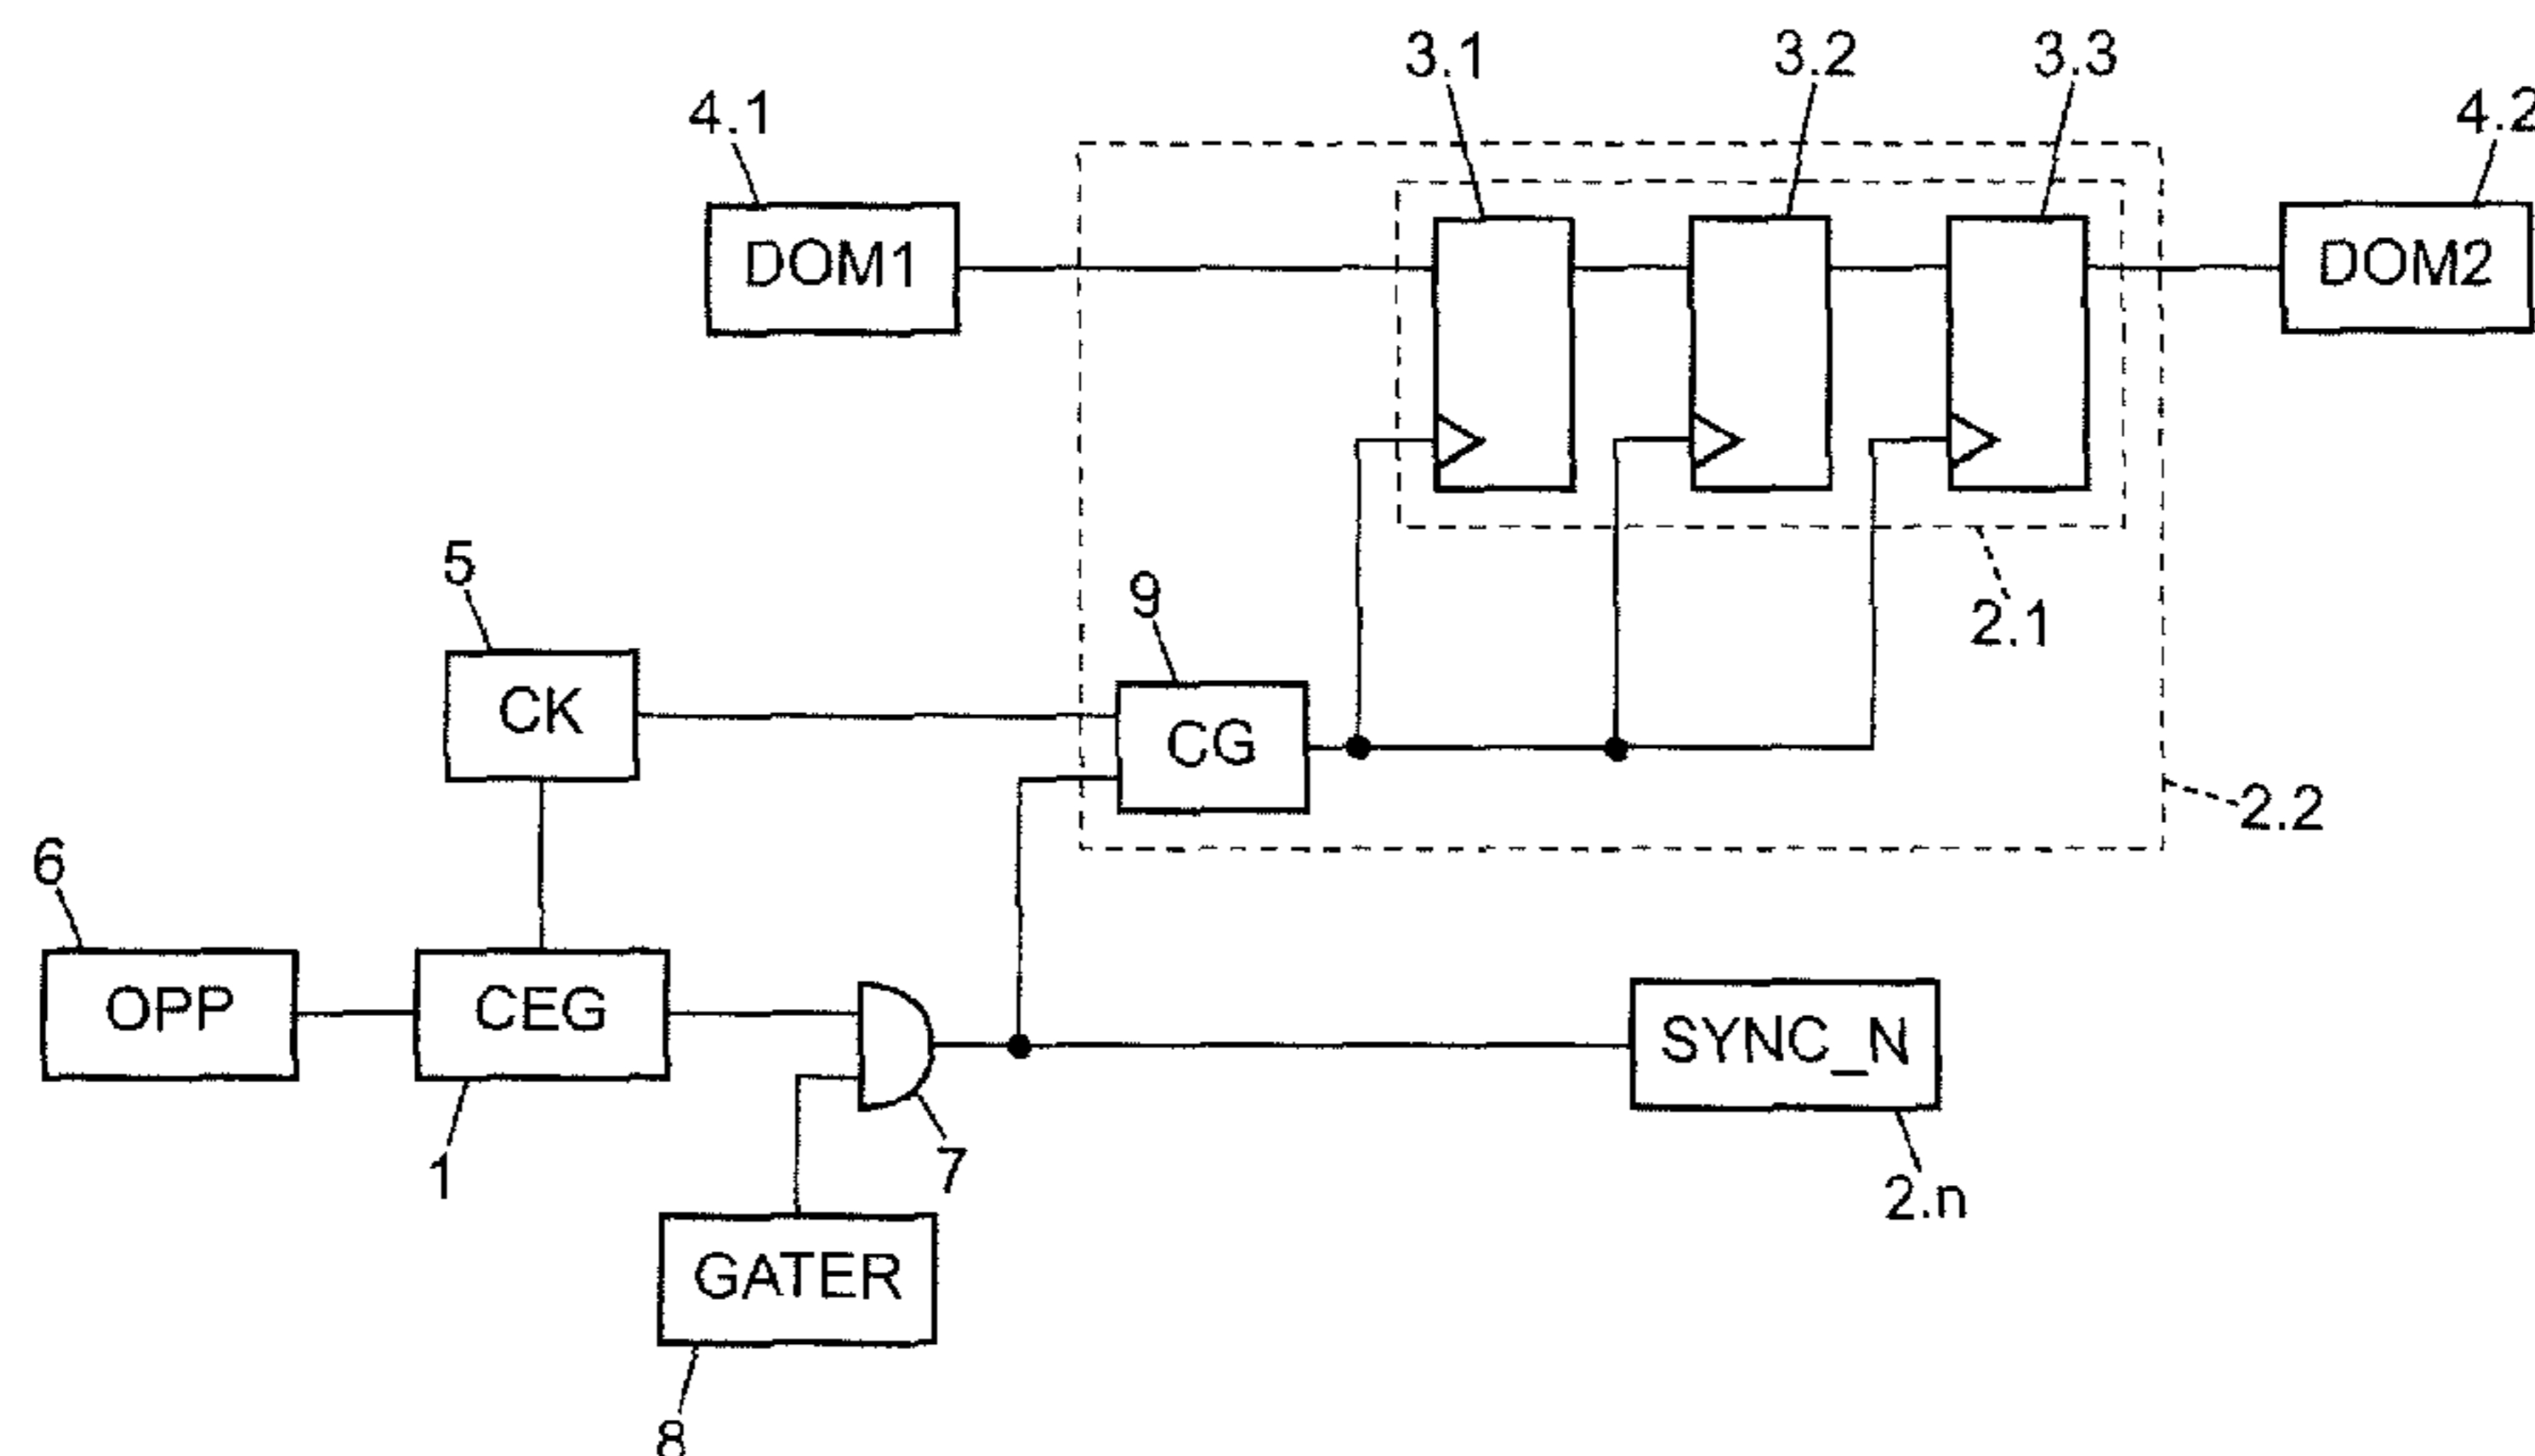 3.1 3.2 3.3
4.1 4.2
DOM1 DOM2
5
9
2.1
CK
CG
2.2
6
OPP CEG SYNC_N
1 7
2.n
GATER
8